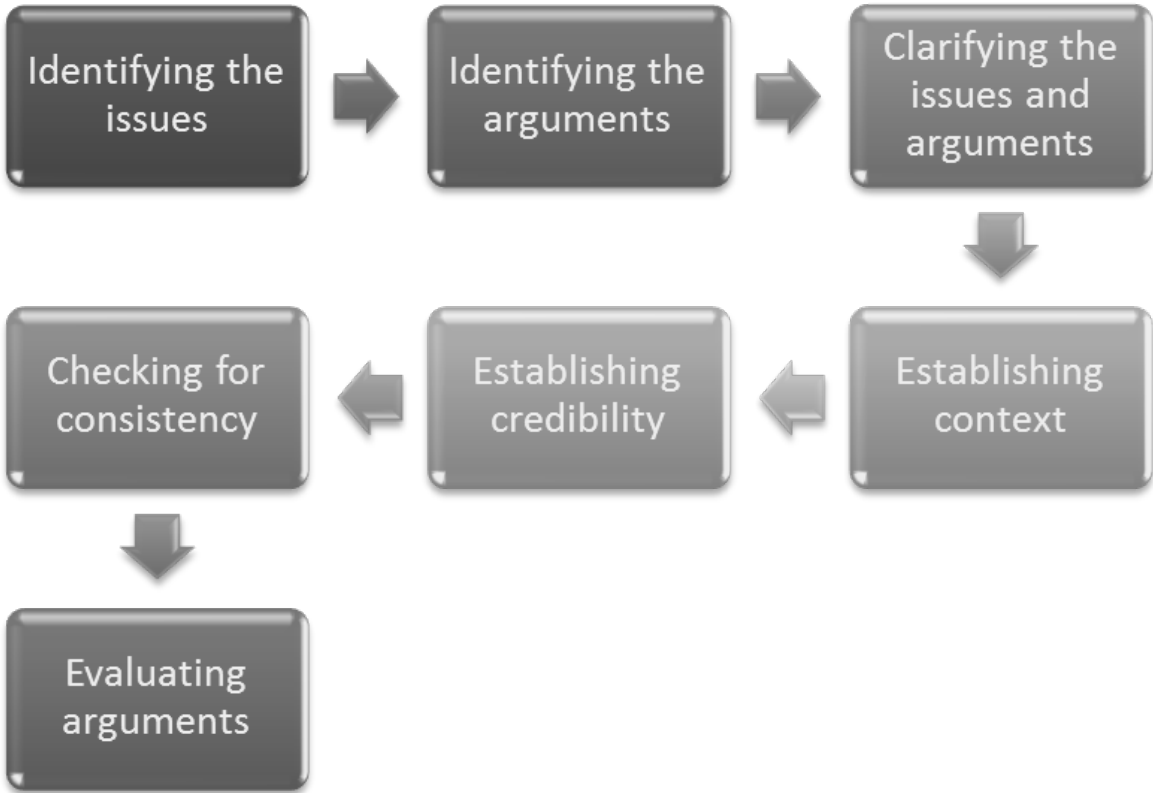 Identifying the
issues
Identifying the
arguments
Clarifying the
issues and
arguments
Establishing
context
Establishing
credibility
Checking for
consistency
Evaluating
arguments